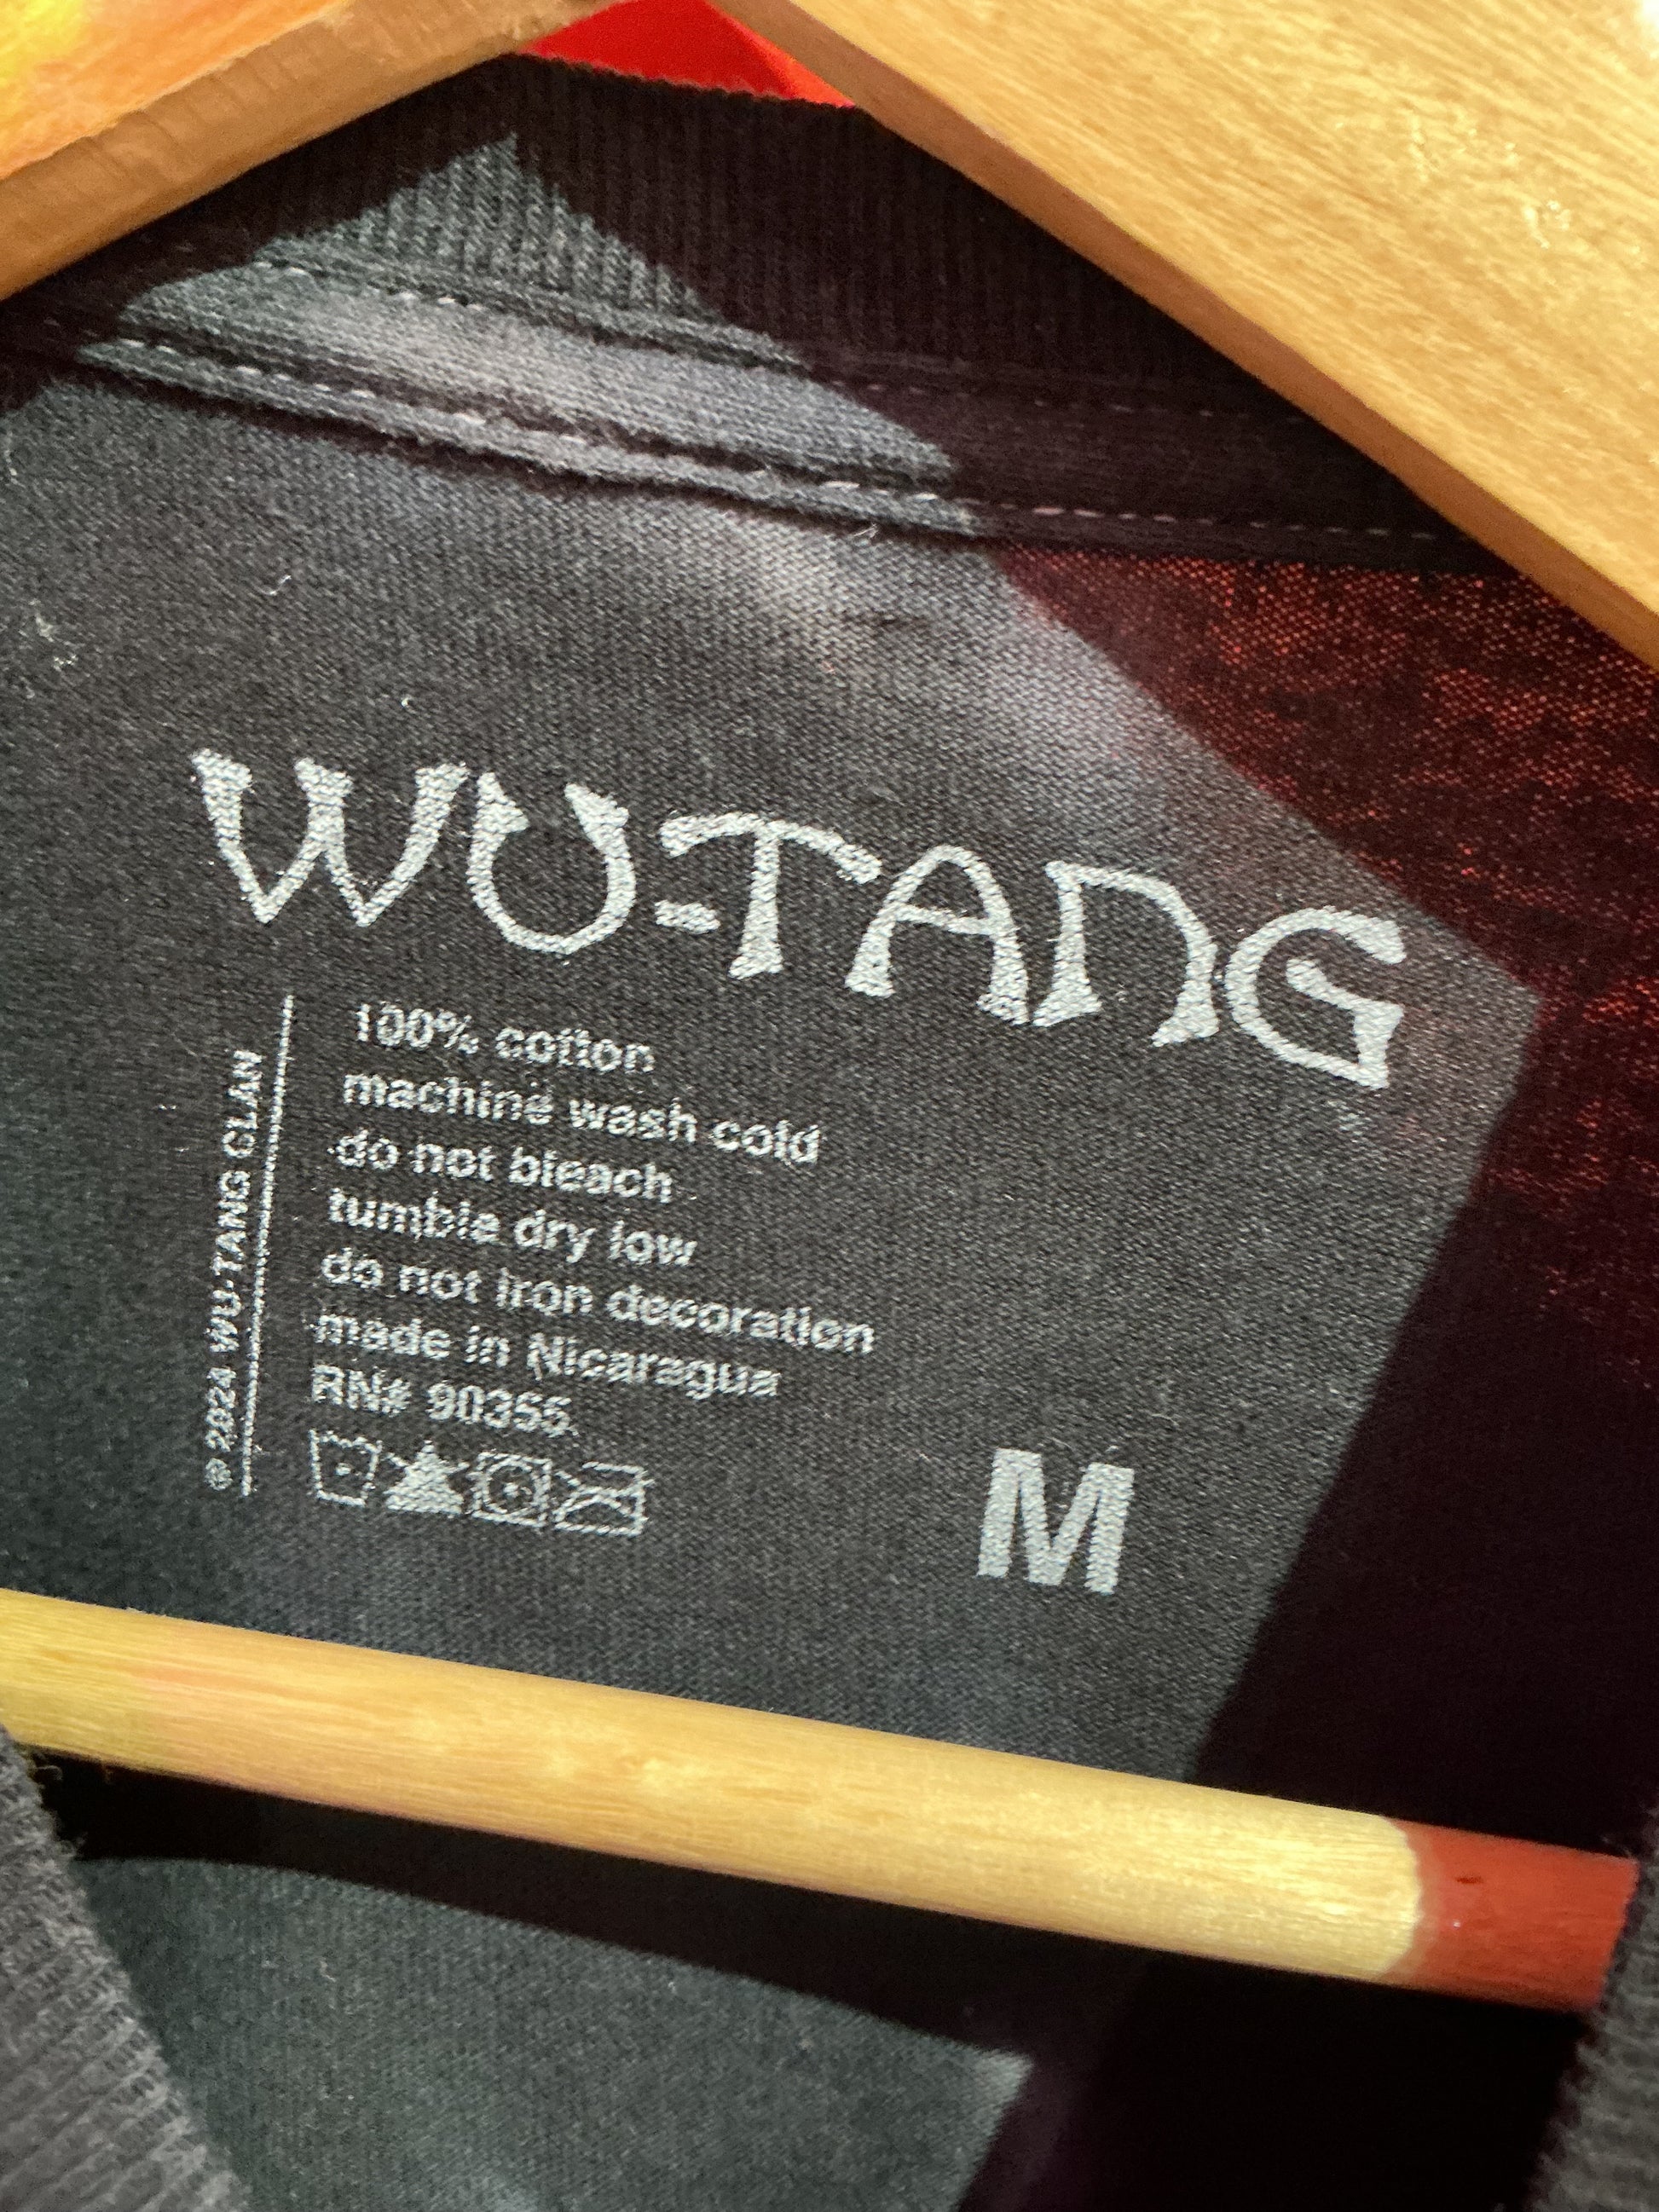 WU-TANG
100% cotton
machine wash cold
do not bleach
tumble dry low
do not iron decoration
made in Nicaragua
RN# 90355
© 2024 WU-TANG CLAN
M